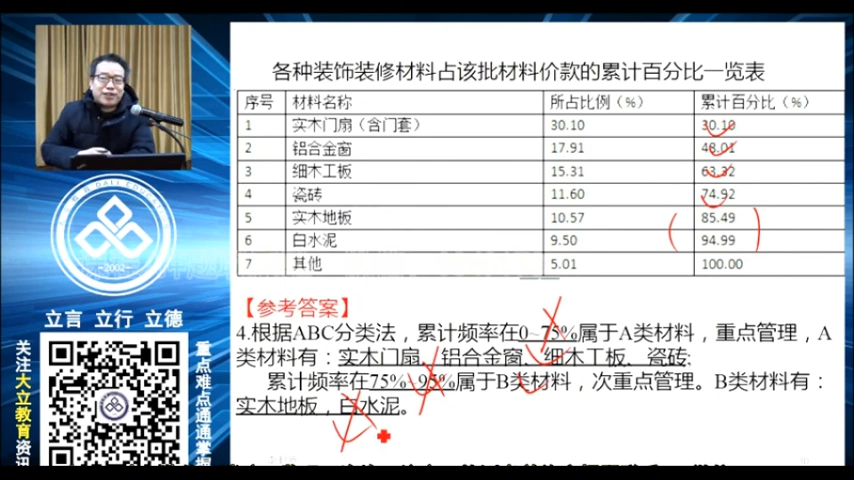 各种装饰装修材料占该批材料价款的累计百分比一览表
序号 材料名称 所占比例（%） 累计百分比（%）
1 实木门扇（含门套） 30.10 30.10
2 铝合金窗 17.91 48.01
3 细木工板 15.31 63.32
4 瓷砖 11.60 74.92
5 实木地板 10.57 85.49
6 白水泥 9.50 94.99
7 其他 5.01 100.00
【参考答案】
4.根据ABC分类法，累计频率在0~75%属于A类材料，重点管理，A
类材料有：实木门扇、铝合金窗、细木工板、瓷砖;
累计频率在75%~95%属于B类材料，次重点管理。B类材料有：
实木地板，白水泥。
DALI EDUCATION
-2002-
立言 立行 立德
关注大立教育资讯
重点难点通通掌握